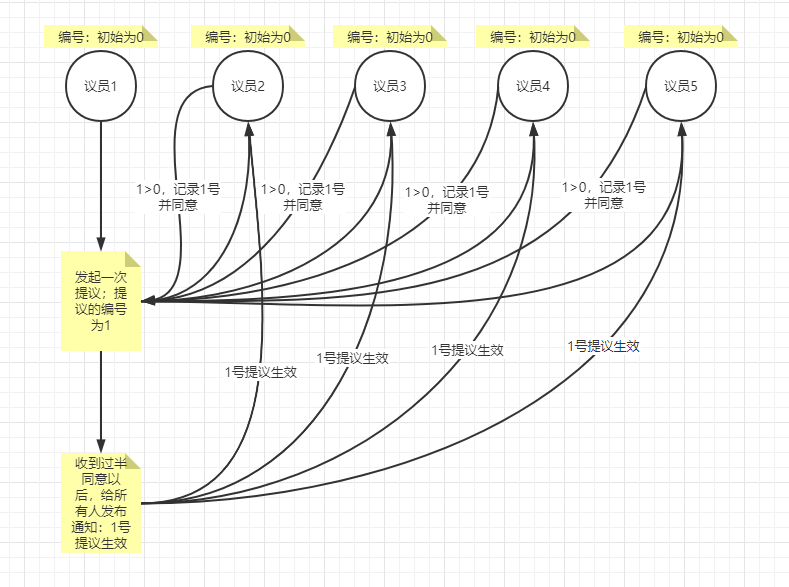 编号：初始为0
编号：初始为0
编号：初始为0
编号：初始为0
编号：初始为0
议员1
议员2
议员3
议员4
议员5
1>0，记录1号
并同意
1>0，记录1号
并同意
1>0，记录1号
并同意
1>0，记录1号
并同意
发起一次
提议；提
议的编号
为1
1号提议生效
1号提议生效
1号提议生效
1号提议生效
收到过半
同意以
后，给所
有人发布
通知：1号
提议生效